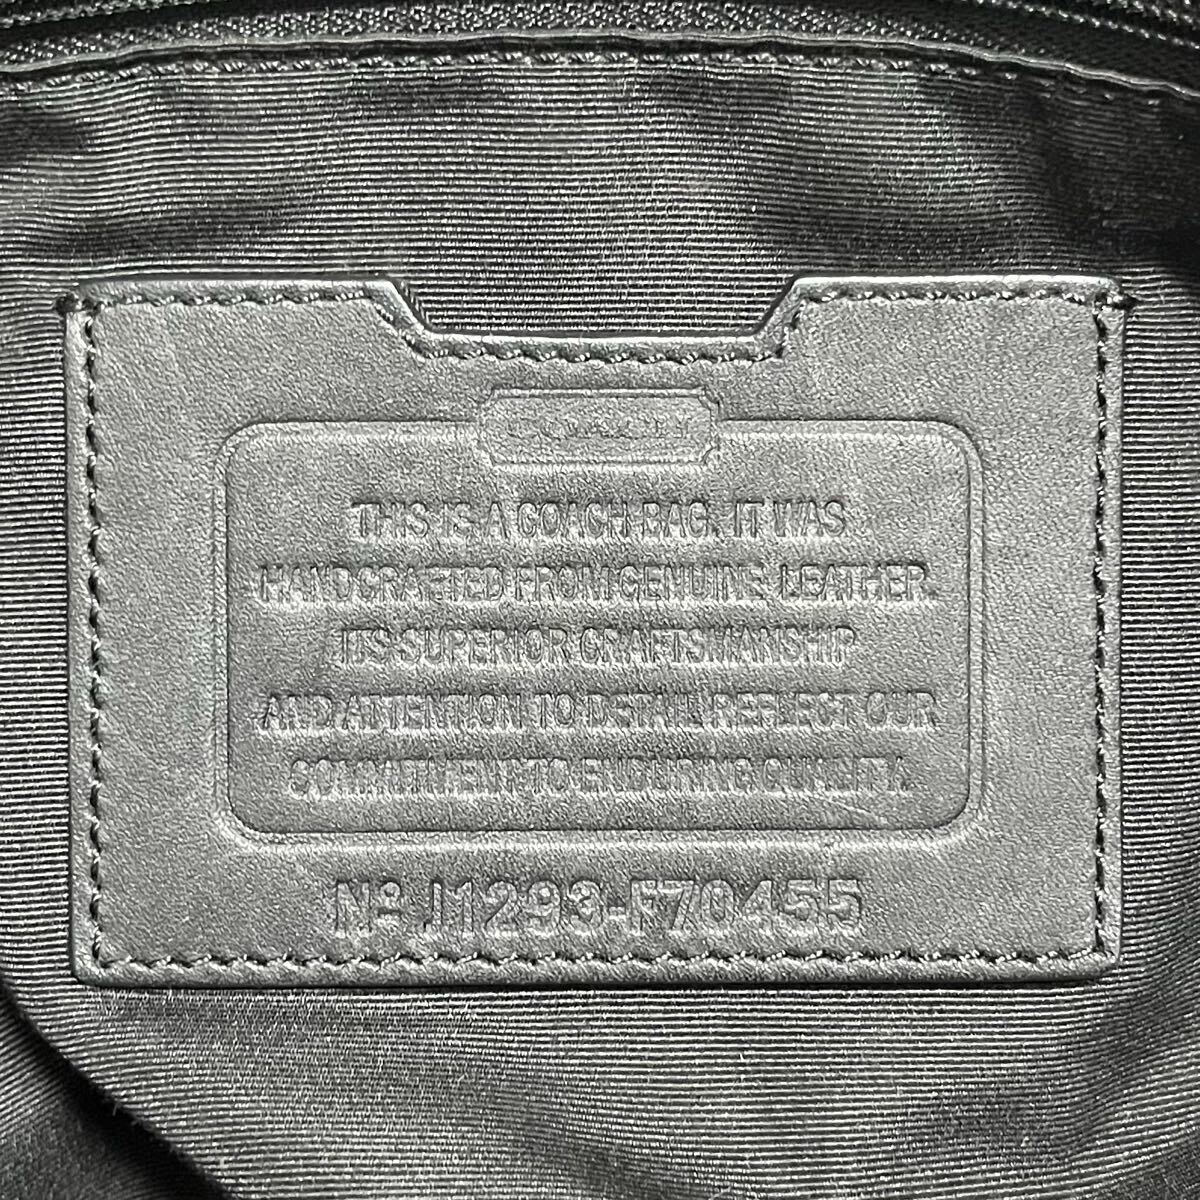 COACH
THIS IS A COACH BAG. IT WAS
HANDCRAFTED FROM GENUINE LEATHER.
ITS SUPERIOR CRAFTSMANSHIP
AND ATTENTION TO DETAIL REFLECT OUR
COMMITMENT TO ENDURING QUALITY.
Nº J1293-F70455